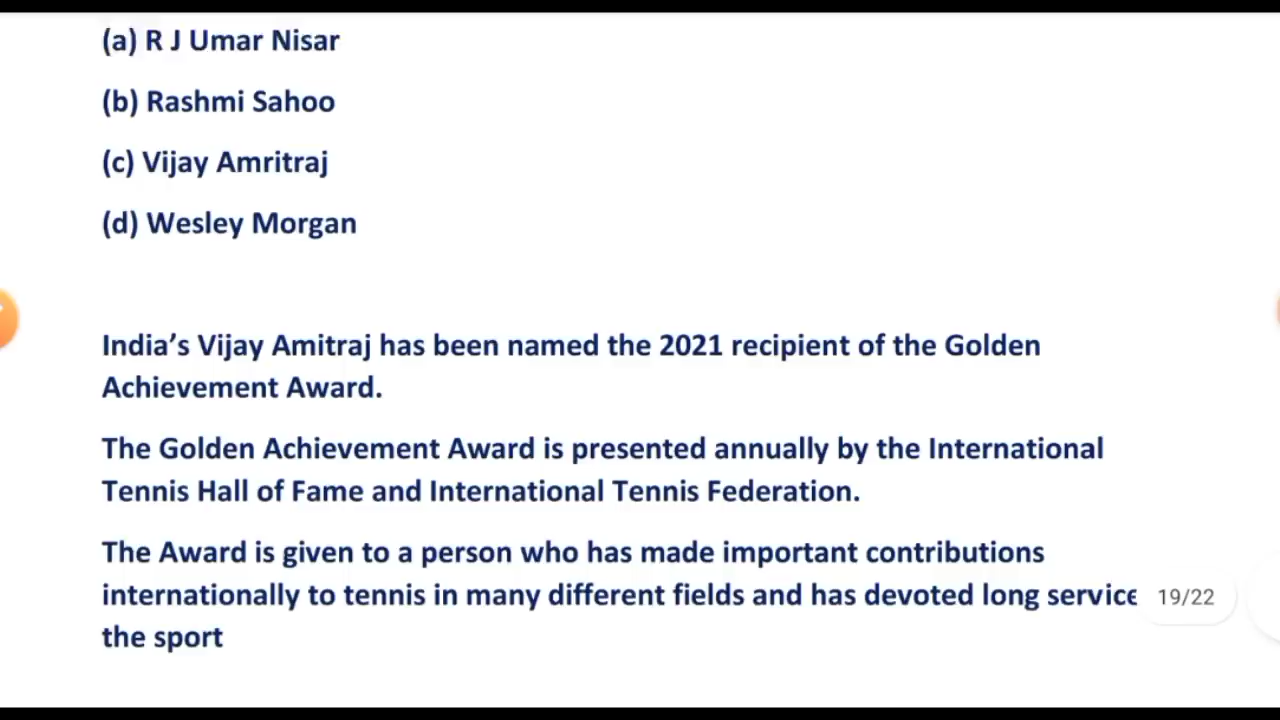 (a) R J Umar Nisar
(b) Rashmi Sahoo
(c) Vijay Amritraj
(d) Wesley Morgan
India's Vijay Amitraj has been named the 2021 recipient of the Golden
Achievement Award.
The Golden Achievement Award is presented annually by the International
Tennis Hall of Fame and International Tennis Federation.
The Award is given to a person who has made important contributions
internationally to tennis in many different fields and has devoted long service
19/22
the sport